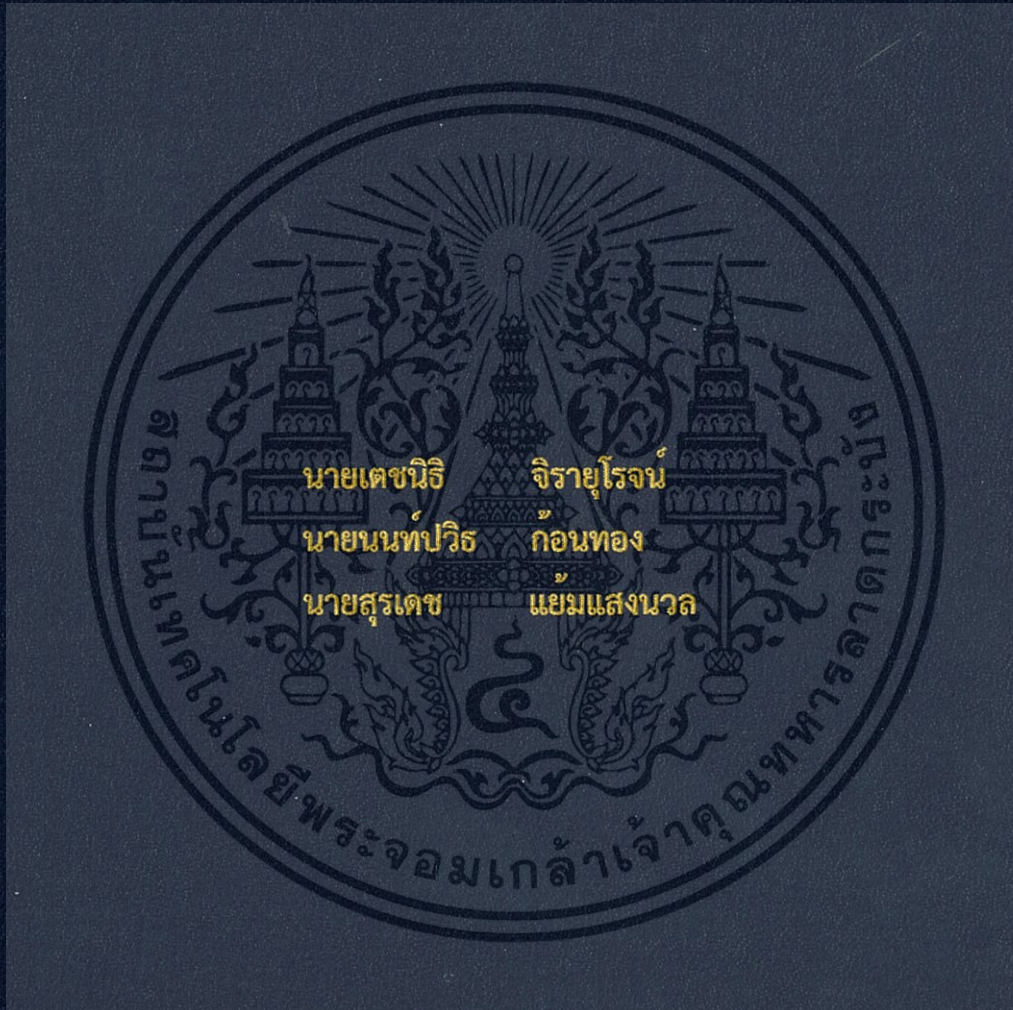 นายเตชนิธิ จิรายุโรจน์
นายนนท์ปวิธ ก้อนทอง
นายสุรเดช แย้มแสงนวล
๔
สถาบันเทคโนโลยีพระจอมเกล้าเจ้าคุณทหารลาดกระบัง